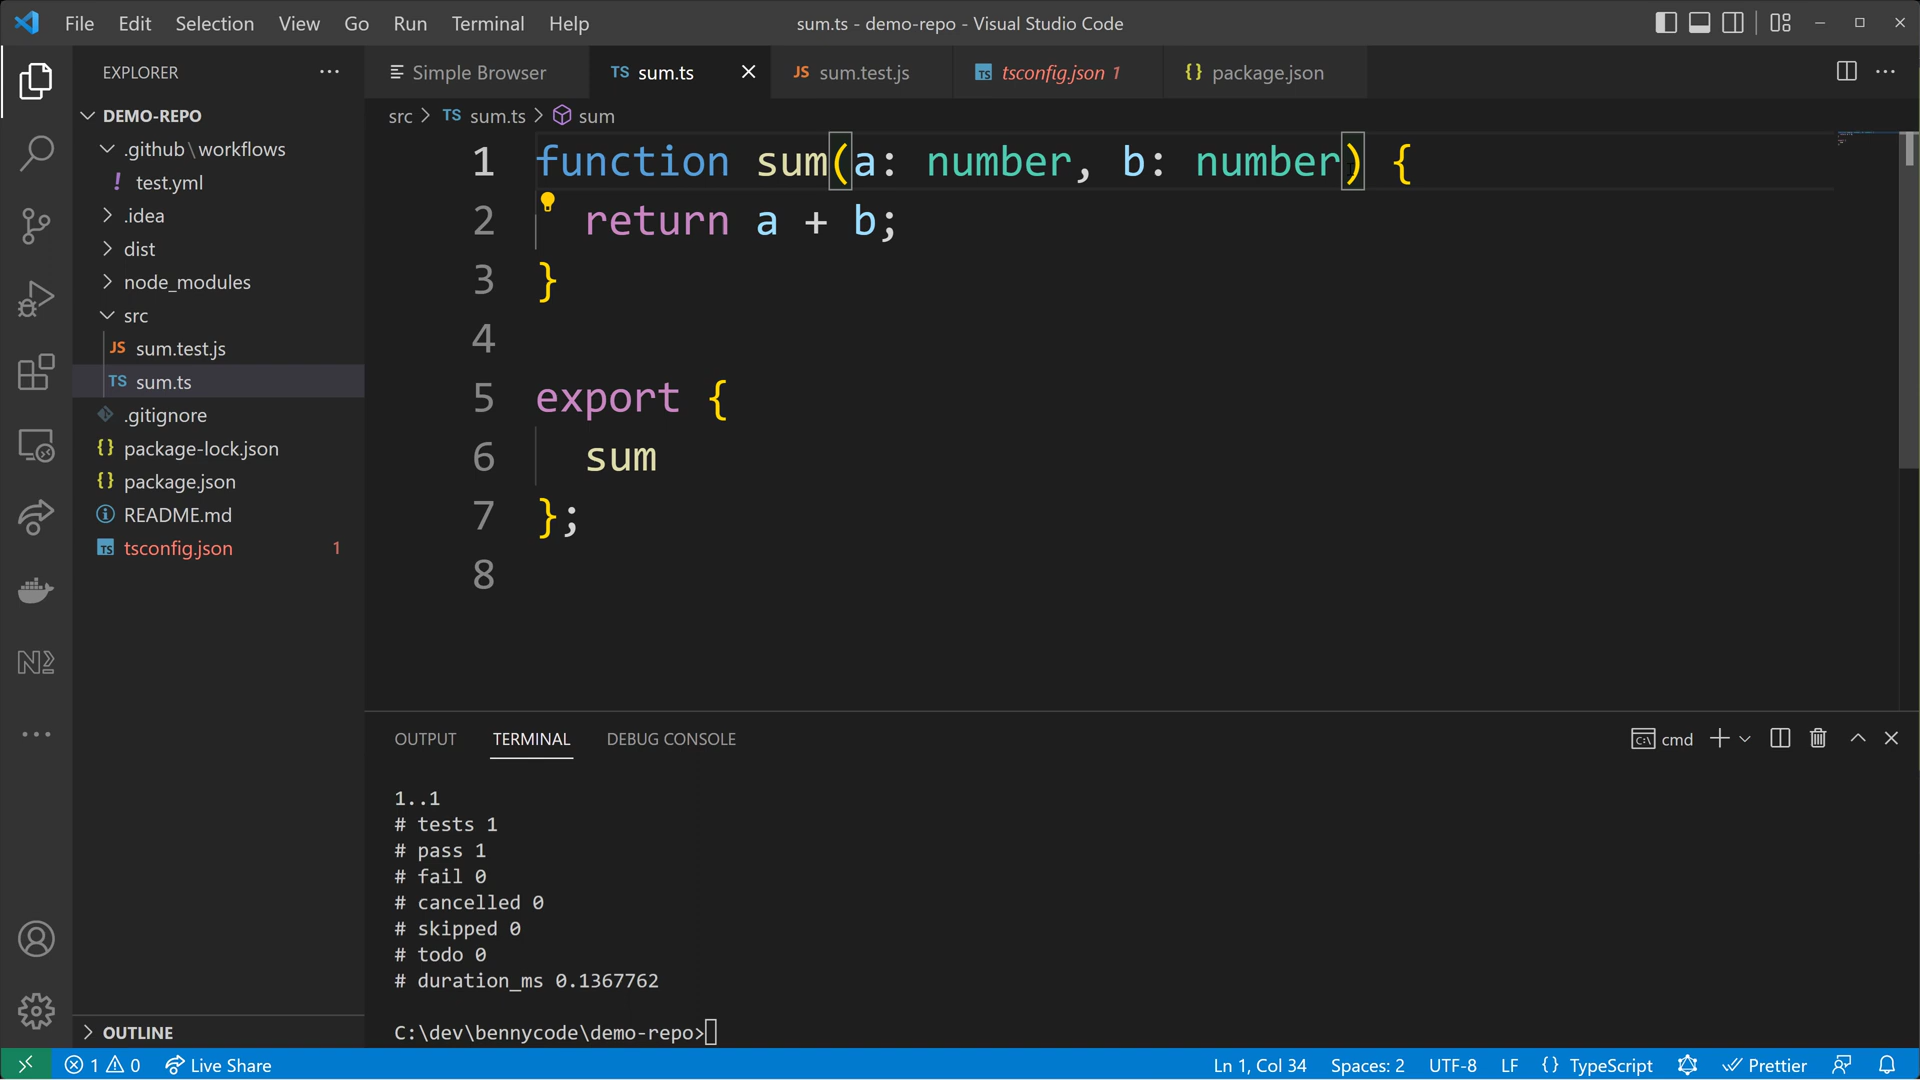 File Edit Selection View Go Run Terminal Help
sum.ts - demo-repo - Visual Studio Code
EXPLORER
DEMO-REPO
.github\workflows
! test.yml
.idea
dist
node_modules
src
JS sum.test.js
TS sum.ts
.gitignore
{} package-lock.json
{} package.json
README.md
TS tsconfig.json 1
OUTLINE
Simple Browser
TS sum.ts
JS sum.test.js
TS tsconfig.json 1
{} package.json
src > TS sum.ts > sum
1 function sum(a: number, b: number) {
2 return a + b;
3 }
4
5 export {
6 sum
7 };
8
OUTPUT TERMINAL DEBUG CONSOLE
cmd
1..1
# tests 1
# pass 1
# fail 0
# cancelled 0
# skipped 0
# todo 0
# duration_ms 0.1367762
C:\dev\bennycode\demo-repo>
1 0 Live Share
Ln 1, Col 34 Spaces: 2 UTF-8 LF {} TypeScript Prettier